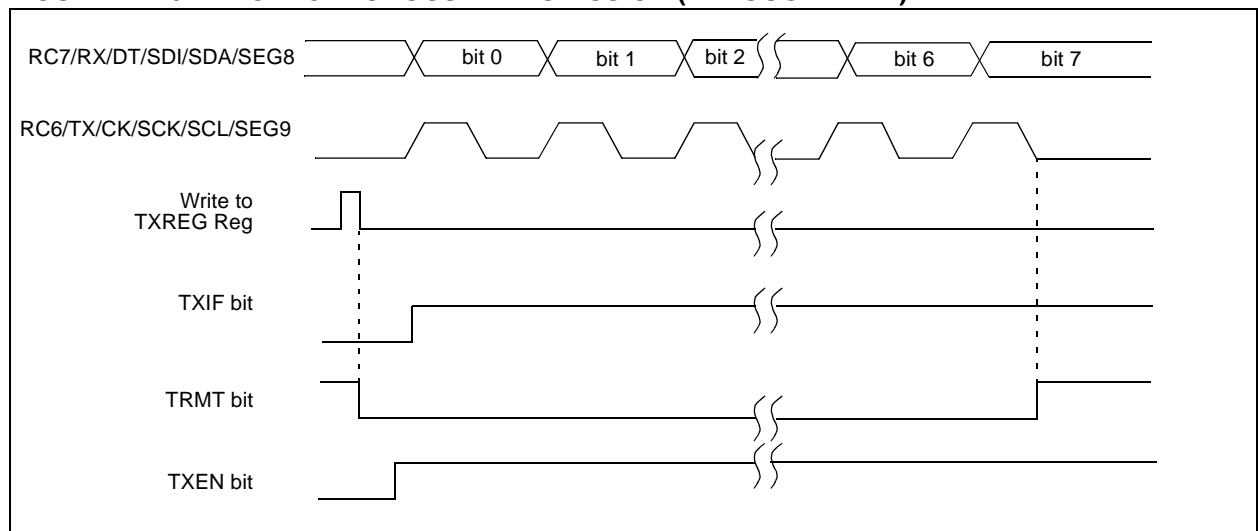 RC7/RX/DT/SDI/SDA/SEG8
bit 0
bit 1
bit 2
bit 6
bit 7
RC6/TX/CK/SCK/SCL/SEG9
Write to
TXREG Reg
TXIF bit
TRMT bit
TXEN bit